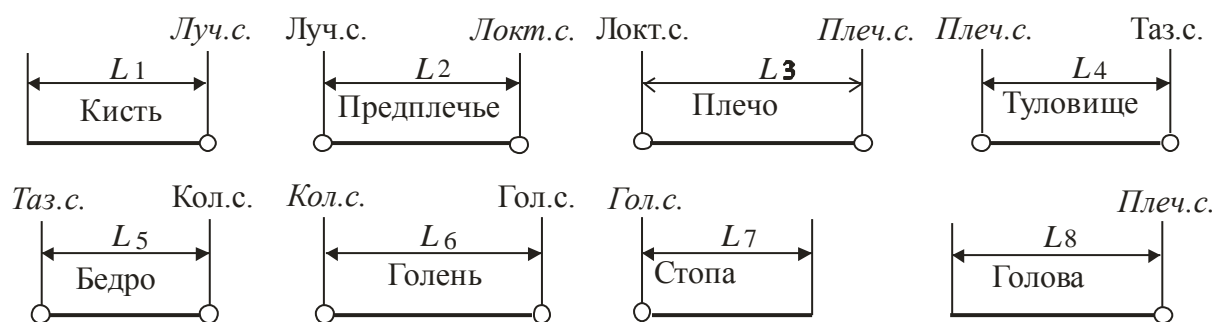 Луч.с. Луч.с. Локт.с. Локт.с. Плеч.с. Плеч.с. Таз.с.
L1 L2 L3 L4
Кисть Предплечье Плечо Туловище
Таз.с. Кол.с. Кол.с. Гол.с. Гол.с. Плеч.с.
L5 L6 L7 L8
Бедро Голень Стопа Голова